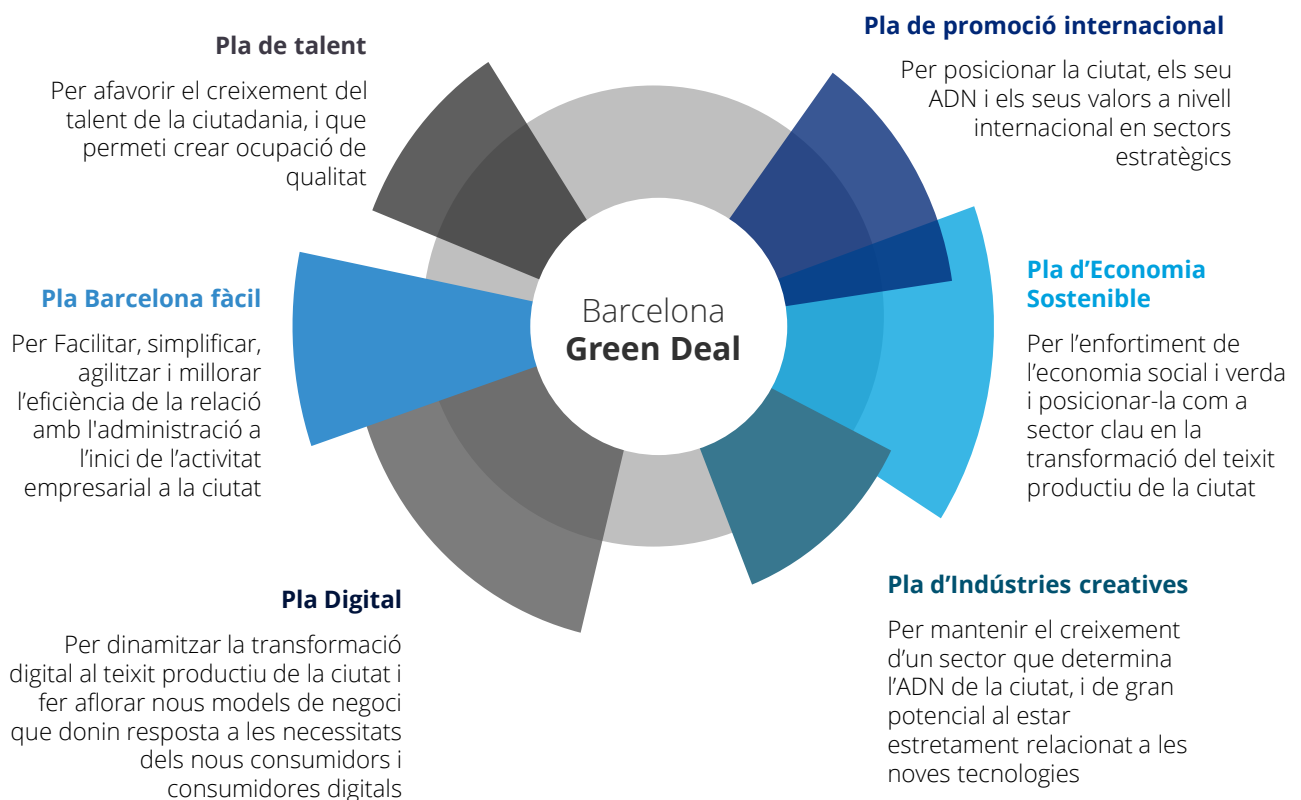 Pla de talent
Per afavorir el creixement del
talent de la ciutadania, i que
permeti crear ocupació de
qualitat
Pla de promoció internacional
Per posicionar la ciutat, els seu
ADN i els seus valors a nivell
internacional en sectors
estratègics
Pla Barcelona fàcil
Per Facilitar, simplificar,
agilitzar i millorar
l’eficiència de la relació
amb l'administració a
l’inici de l’activitat
empresarial a la ciutat
Barcelona
Green Deal
Pla d’Economia
Sostenible
Per l’enfortiment de
l’economia social i verda
i posicionar-la com a
sector clau en la
transformació del teixit
productiu de la ciutat
Pla Digital
Per dinamitzar la transformació
digital al teixit productiu de la ciutat i
fer aflorar nous models de negoci
que donin resposta a les necessitats
dels nous consumidors i
consumidores digitals
Pla d’Indústries creatives
Per mantenir el creixement
d’un sector que determina
l’ADN de la ciutat, i de gran
potencial al estar
estretament relacionat a les
noves tecnologies